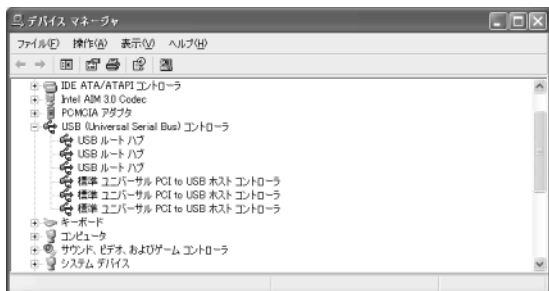 デバイス マネージャ
ファイル(F) 操作(A) 表示(V) ヘルプ(H)
IDE ATA/ATAPI コントローラ
Intel AIM 3.0 Codec
PCMCIA アダプタ
USB (Universal Serial Bus) コントローラ
USB ルート ハブ
USB ルート ハブ
USB ルート ハブ
標準 ユニバーサル PCI to USB ホスト コントローラ
標準 ユニバーサル PCI to USB ホスト コントローラ
標準 ユニバーサル PCI to USB ホスト コントローラ
キーボード
コンピュータ
サウンド、ビデオ、およびゲーム コントローラ
システム デバイス